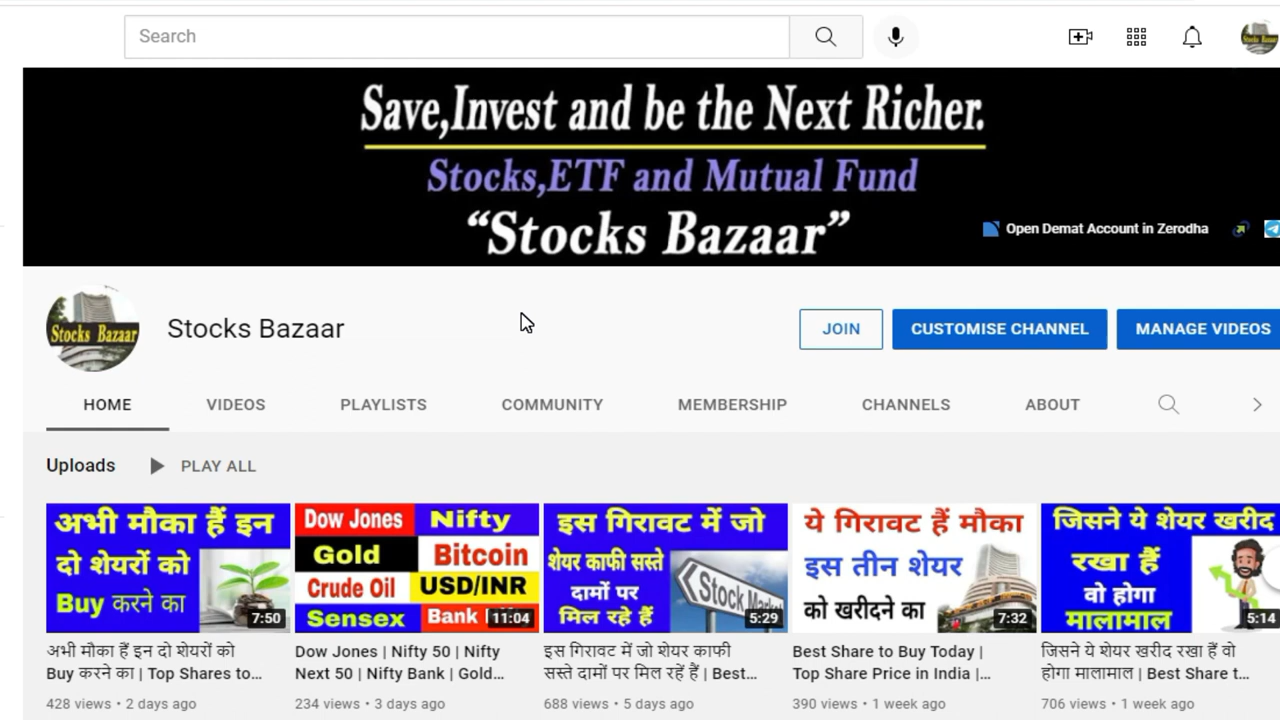 Search
Save,Invest and be the Next Richer.
Stocks,ETF and Mutual Fund
“Stocks Bazaar”
Open Demat Account in Zerodha
Stocks Bazaar
Stocks Bazaar
JOIN
CUSTOMISE CHANNEL
MANAGE VIDEOS
HOME
VIDEOS
PLAYLISTS
COMMUNITY
MEMBERSHIP
CHANNELS
ABOUT
Uploads
PLAY ALL
अभी मौका हैं इन
दो शेयरों को
Buy करने का
7:50
Dow Jones
Nifty
Gold
Bitcoin
Crude Oil
USD/INR
Sensex
Bank
11:04
इस गिरावट में जो
शेयर काफी सस्ते
दामों पर
मिल रहे हैं
5:29
ये गिरावट हैं मौका
इस तीन शेयर
को खरीदने का
7:32
जिसने ये शेयर खरीद
रखा हैं
वो होगा
मालामाल
5:14
अभी मौका हैं इन दो शेयरों को
Buy करने का | Top Shares to...
428 views • 2 days ago
Dow Jones | Nifty 50 | Nifty
Next 50 | Nifty Bank | Gold...
234 views • 3 days ago
इस गिरावट में जो शेयर काफी
सस्ते दामों पर मिल रहें हैं | Best...
688 views • 5 days ago
Best Share to Buy Today |
Top Share Price in India |...
390 views • 1 week ago
जिसने ये शेयर खरीद रखा हैं वो
होगा मालामाल | Best Share t...
706 views • 1 week ago